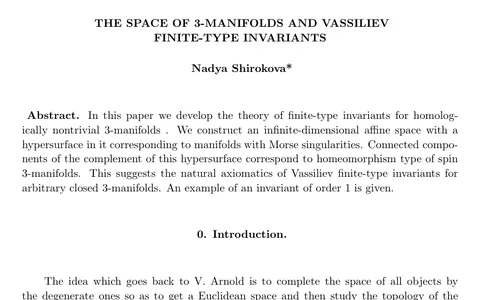 THE SPACE OF 3-MANIFOLDS AND VASSILIEV
FINITE-TYPE INVARIANTS
Nadya Shirokova*
Abstract. In this paper we develop the theory of finite-type invariants for homolog-
ically nontrivial 3-manifolds . We construct an infinite-dimensional affine space with a
hypersurface in it corresponding to manifolds with Morse singularities. Connected compo-
nents of the complement of this hypersurface correspond to homeomorphism type of spin
3-manifolds. This suggests the natural axiomatics of Vassiliev finite-type invariants for
arbitrary closed 3-manifolds. An example of an invariant of order 1 is given.
0. Introduction.
The idea which goes back to V. Arnold is to complete the space of all objects by
the degenerate ones so as to get a Euclidean space and then study the topology of the